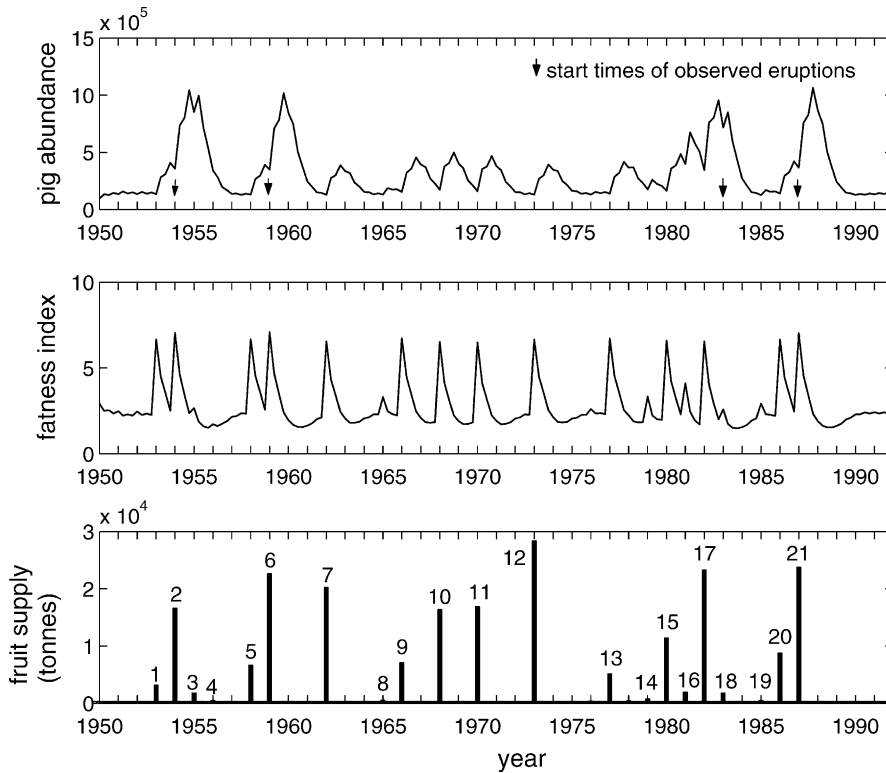 x 10^5
15
10
5
0
pig abundance
start times of observed eruptions
1950 1955 1960 1965 1970 1975 1980 1985 1990
10
5
0
fatness index
1950 1955 1960 1965 1970 1975 1980 1985 1990
x 10^4
3
2
1
0
fruit supply
(tonnes)
1 2 3 4 5 6 7 8 9 10 11 12 13 14 15 16 17 18 19 20 21
1950 1955 1960 1965 1970 1975 1980 1985 1990
year